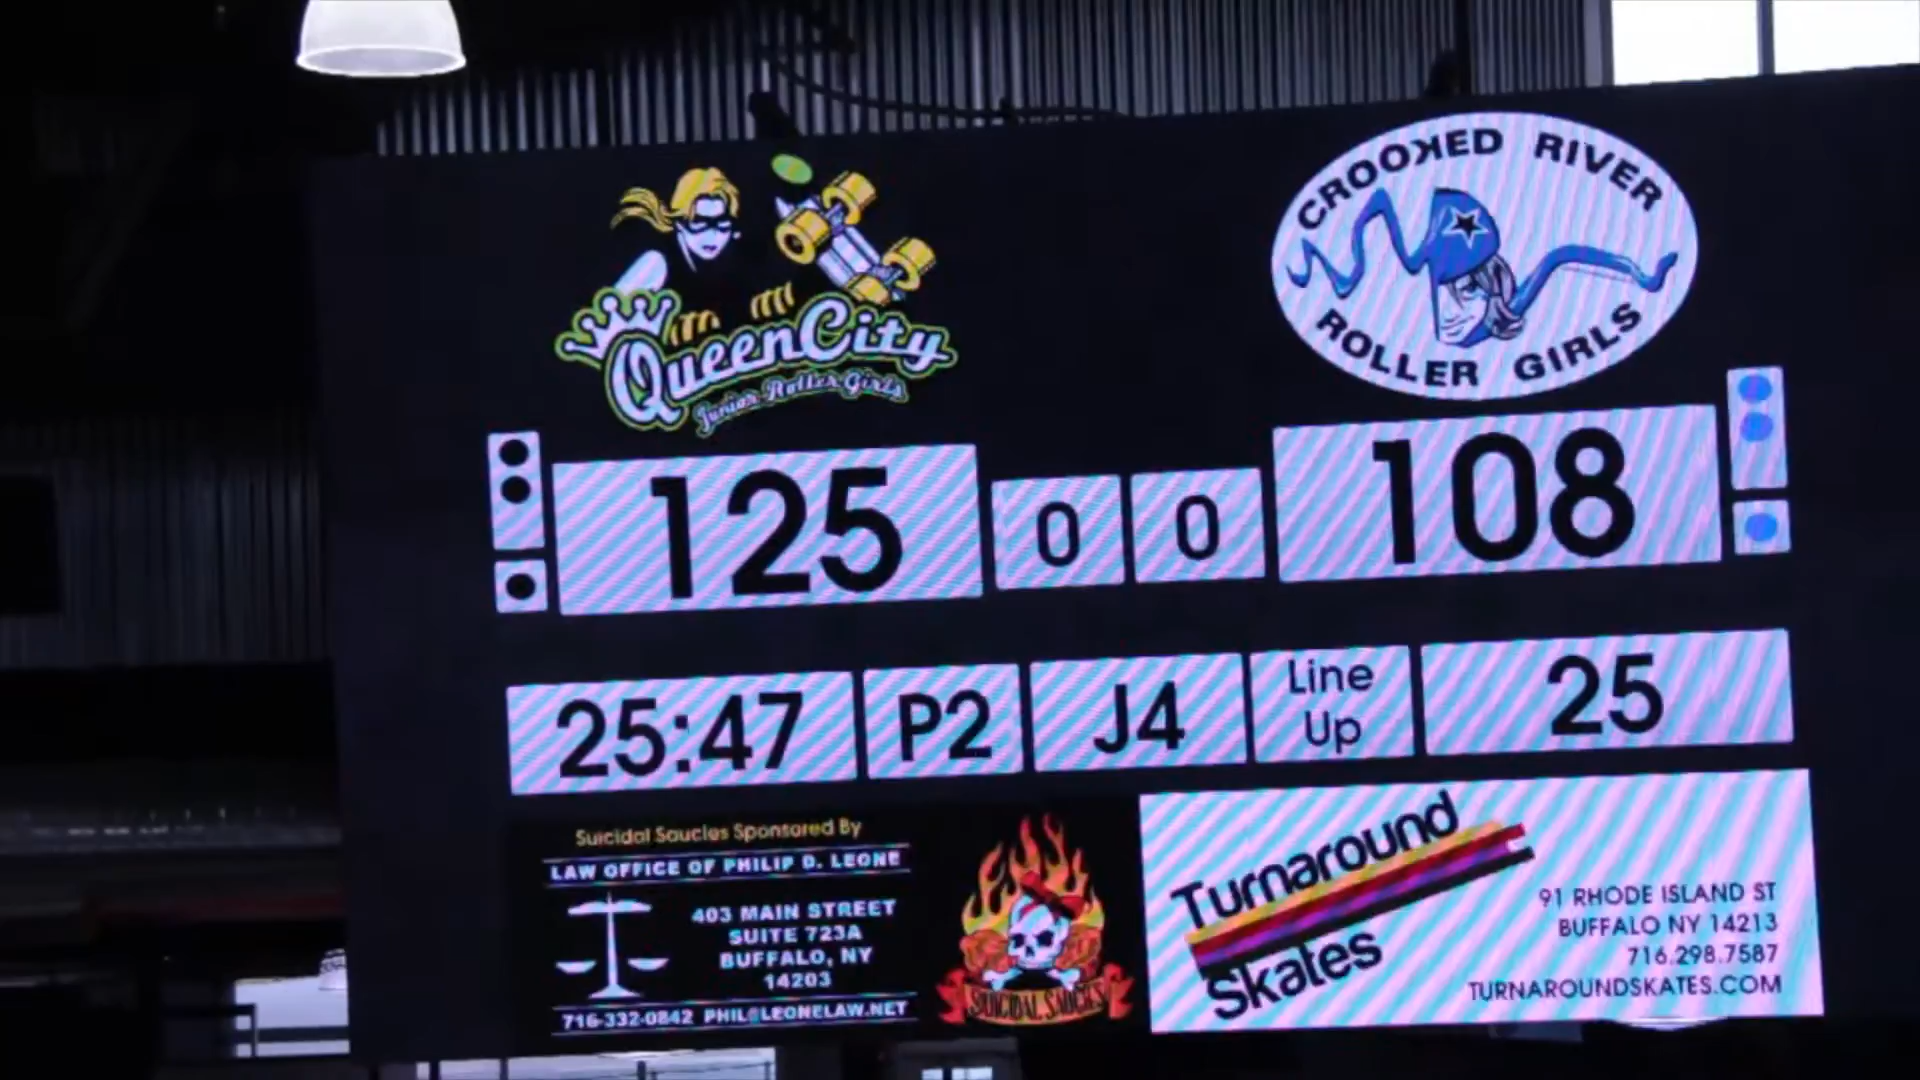 QueenCity
Junior Roller Girls
CROOKED RIVER
ROLLER GIRLS
125
0
0
108
25:47
P2
J4
Line
Up
25
Suicidal Saucies Sponsored By
LAW OFFICE OF PHILIP D. LEONE
403 MAIN STREET
SUITE 723A
BUFFALO, NY
14203
716-332-0842 PHIL@LEONELAW.NET
SUICIDAL SAUCIES
Turnaround
Skates
91 RHODE ISLAND ST
BUFFALO NY 14213
716.298.7587
TURNAROUNDSKATES.COM